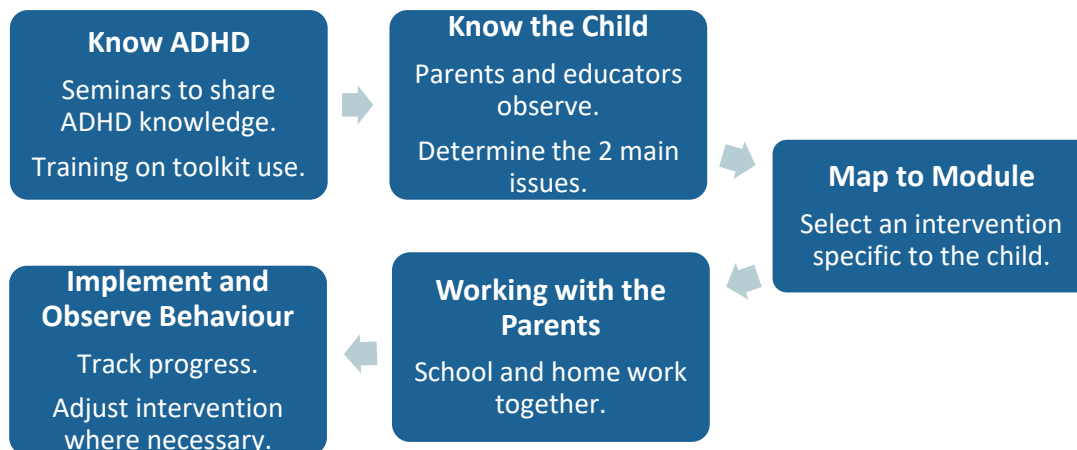 Know ADHD
Seminars to share
ADHD knowledge.
Training on toolkit use.
Know the Child
Parents and educators
observe.
Determine the 2 main
issues.
Map to Module
Select an intervention
specific to the child.
Working with the
Parents
School and home work
together.
Implement and
Observe Behaviour
Track progress.
Adjust intervention
where necessary.